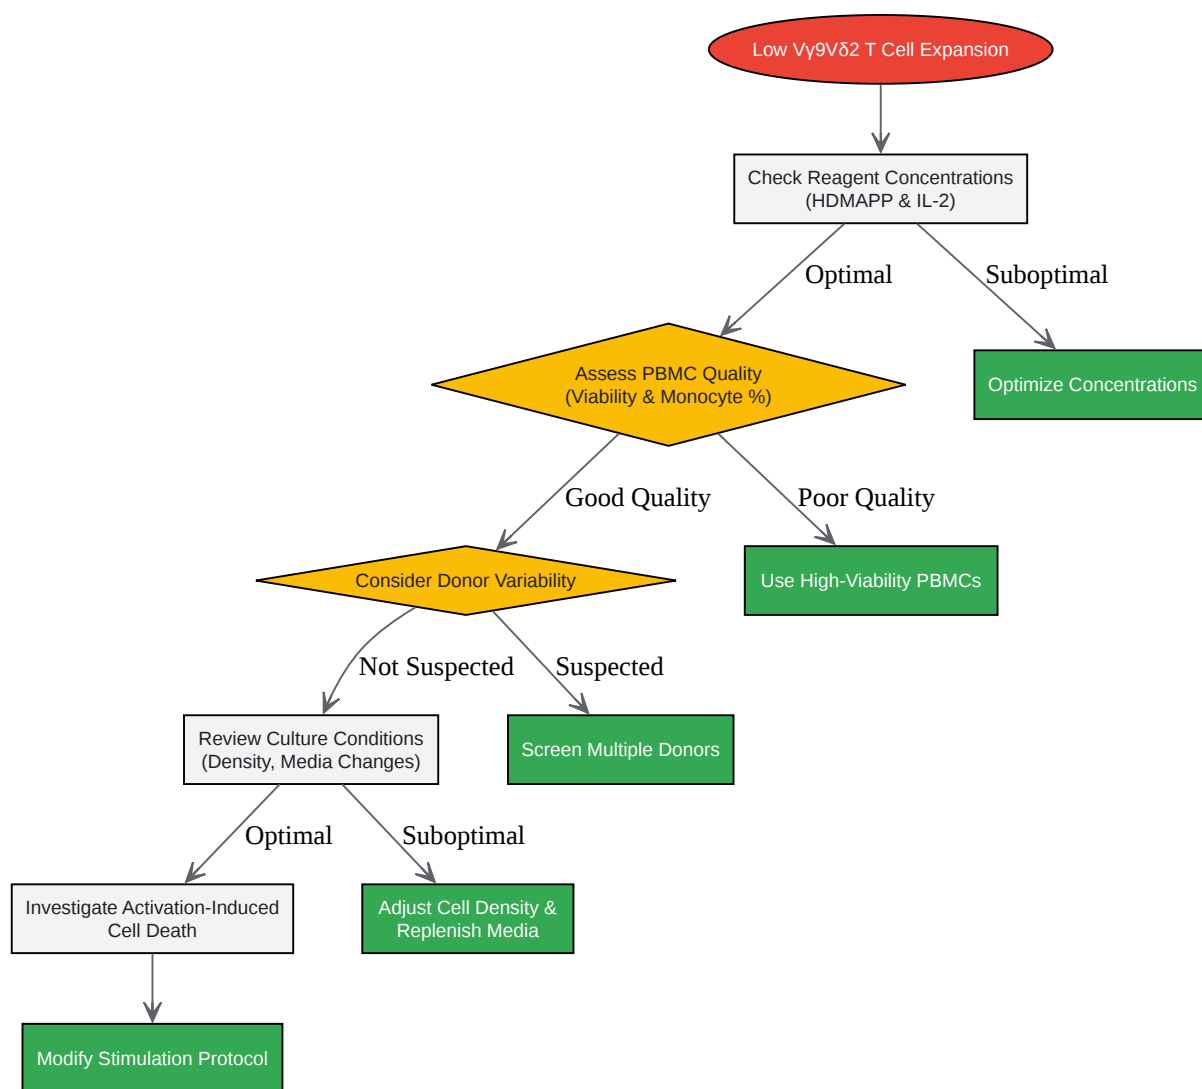 Low Vγ9Vδ2 T Cell Expansion
Check Reagent Concentrations
(HDMAPP & IL-2)
Optimal
Suboptimal
Assess PBMC Quality
(Viability & Monocyte %)
Optimize Concentrations
Good Quality
Poor Quality
Consider Donor Variability
Use High-Viability PBMCs
Not Suspected
Suspected
Review Culture Conditions
(Density, Media Changes)
Screen Multiple Donors
Optimal
Suboptimal
Investigate Activation-Induced
Cell Death
Adjust Cell Density &
Replenish Media
Modify Stimulation Protocol